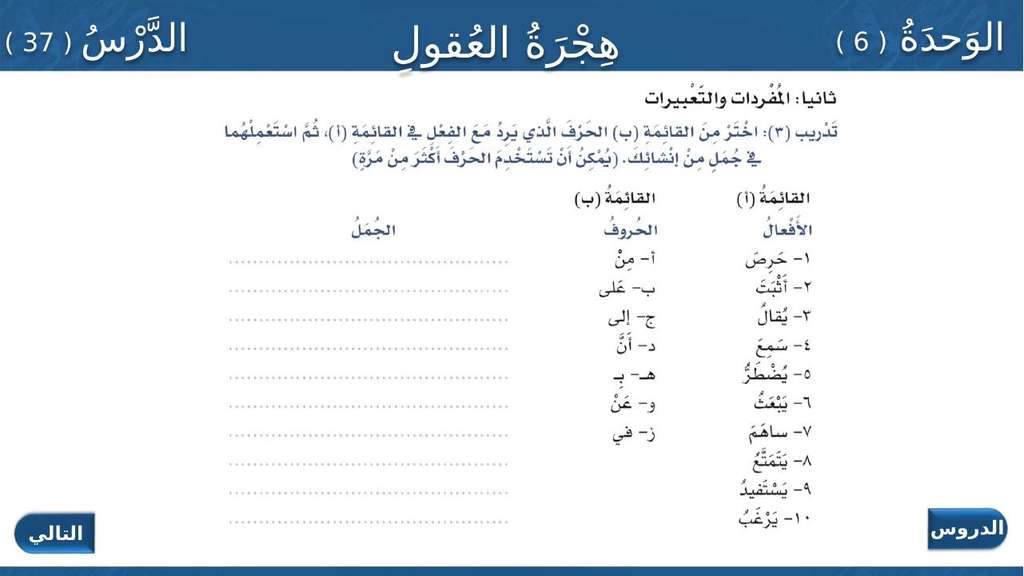 الوَحدَةُ ( 6 )
هِجْرَةُ العُقولِ
الدَّرْسُ ( 37 )
ثانيا: المُفْردات والتَّعْبيرات
تَدْريب (٣): اخْتَرْ مِنَ القائِمَةِ (ب) الحَرْفَ الَّذي يَرِدُ مَعَ الفِعْلِ في القائِمَةِ (أ)، ثُمَّ اسْتَعْمِلْهُما
في جُمَلٍ مِنْ إنْشائِكَ. (يُمْكِنُ أَنْ تَسْتَخْدِمَ الحَرْفَ أَكْثَرَ مِنْ مَرَّةٍ)
القائِمَةُ (أ) القائِمَةُ (ب)
الأَفْعالُ الحُروفُ الجُمَلُ
١- حَرِصَ أ- مِنْ ................................................
٢- أَثْبَتَ ب- عَلى ................................................
٣- يُقالُ ج- إلى ................................................
٤- سَمِعَ د- أَنَّ ................................................
٥- يُضْطَرُّ هـ- بِـ ................................................
٦- يَبْعَثُ و- عَنْ ................................................
٧- ساهَمَ ز- في ................................................
٨- يَتَمَتَّعُ ................................................
٩- يَسْتَفيدُ ................................................
١٠- يَرْغَبُ ................................................
الدروس
التالي